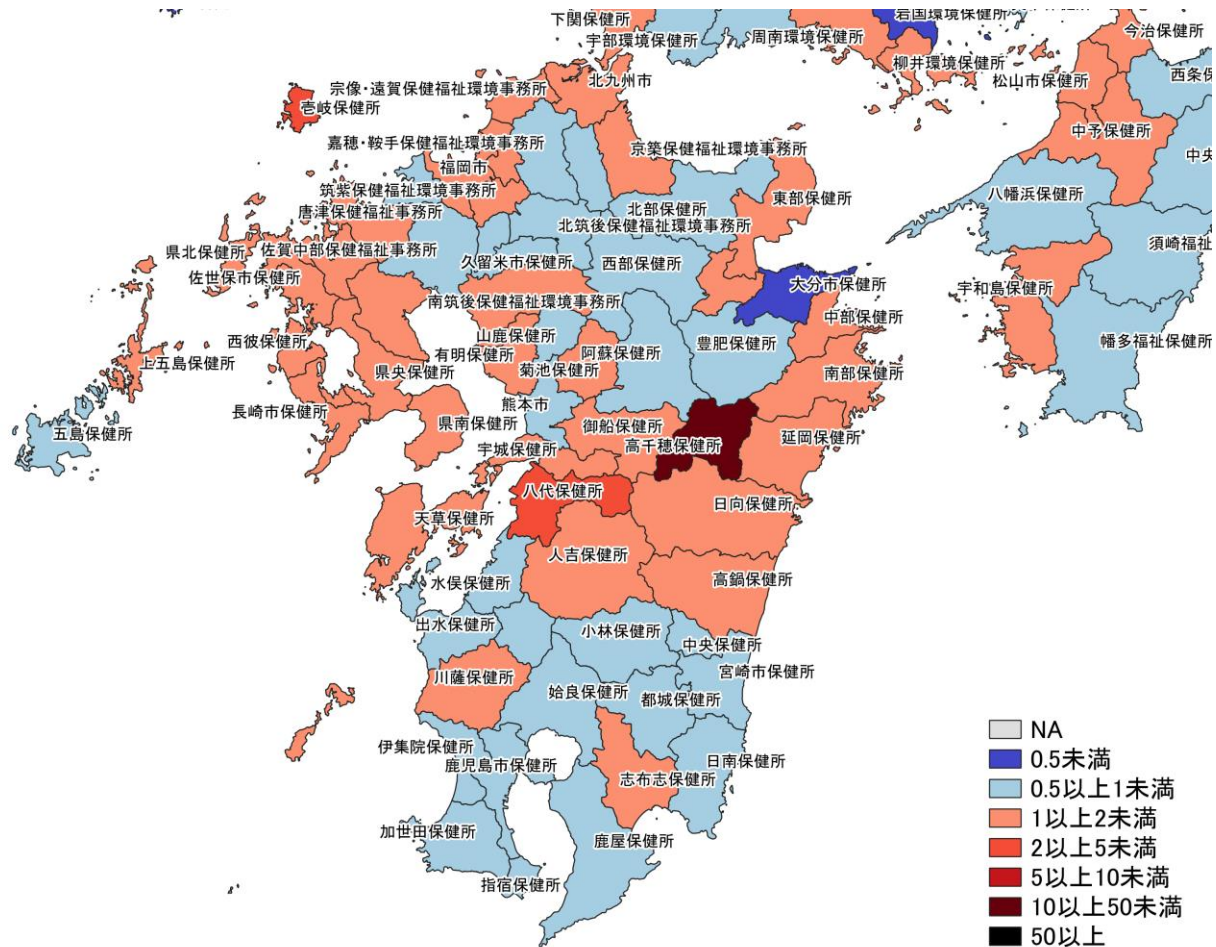 下関保健所
岩国環境保健所
宇部環境保健所
周南環境保健所
今治保健所
柳井環境保健所
松山市保健所
西条保
北九州市
宗像・遠賀保健福祉環境事務所
壱岐保健所
中予保健所
嘉穂・鞍手保健福祉環境事務所
京築保健福祉環境事務所
福岡市
中央
筑紫保健福祉環境事務所
東部保健所
八幡浜保健所
唐津保健福祉事務所
北部保健所
北筑後保健福祉環境事務所
須崎福祉
県北保健所
佐賀中部保健福祉事務所
久留米市保健所
西部保健所
佐世保市保健所
大分市保健所
宇和島保健所
南筑後保健福祉環境事務所
中部保健所
山鹿保健所
西彼保健所
豊肥保健所
幡多福祉保健所
有明保健所
阿蘇保健所
上五島保健所
県央保健所
菊池保健所
南部保健所
熊本市
長崎市保健所
県南保健所
御船保健所
五島保健所
延岡保健所
宇城保健所
高千穂保健所
八代保健所
日向保健所
天草保健所
人吉保健所
水俣保健所
高鍋保健所
出水保健所
小林保健所
中央保健所
宮崎市保健所
川薩保健所
姶良保健所
都城保健所
伊集院保健所
鹿児島市保健所
日南保健所
志布志保健所
加世田保健所
鹿屋保健所
指宿保健所
NA
0.5未満
0.5以上1未満
1以上2未満
2以上5未満
5以上10未満
10以上50未満
50以上